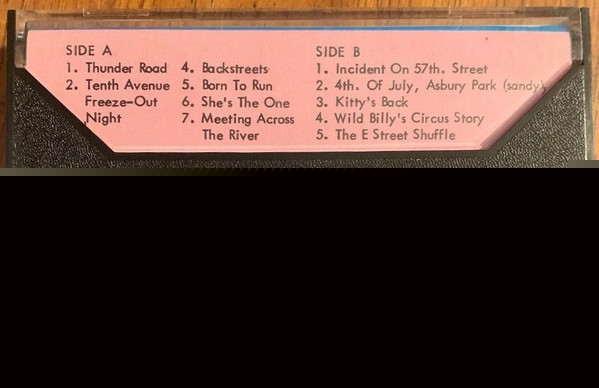 SIDE A
1. Thunder Road
2. Tenth Avenue
Freeze-Out
Night
4. Backstreets
5. Born To Run
6. She's The One
7. Meeting Across
The River
SIDE B
1. Incident On 57th. Street
2. 4th. Of July, Asbury Park (sandy)
3. Kitty's Back
4. Wild Billy's Circus Story
5. The E Street Shuffle